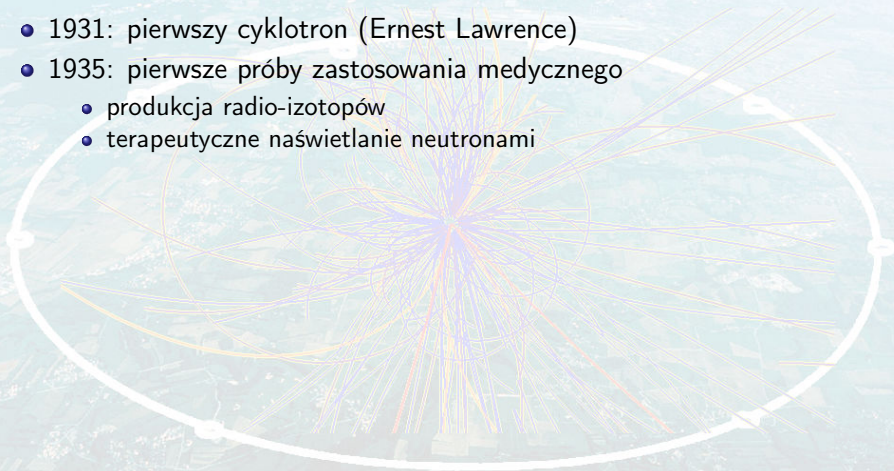 1931: pierwszy cyklotron (Ernest Lawrence)
1935: pierwsze próby zastosowania medycznego
produkcja radio-izotopów
terapeutyczne naświetlanie neutronami